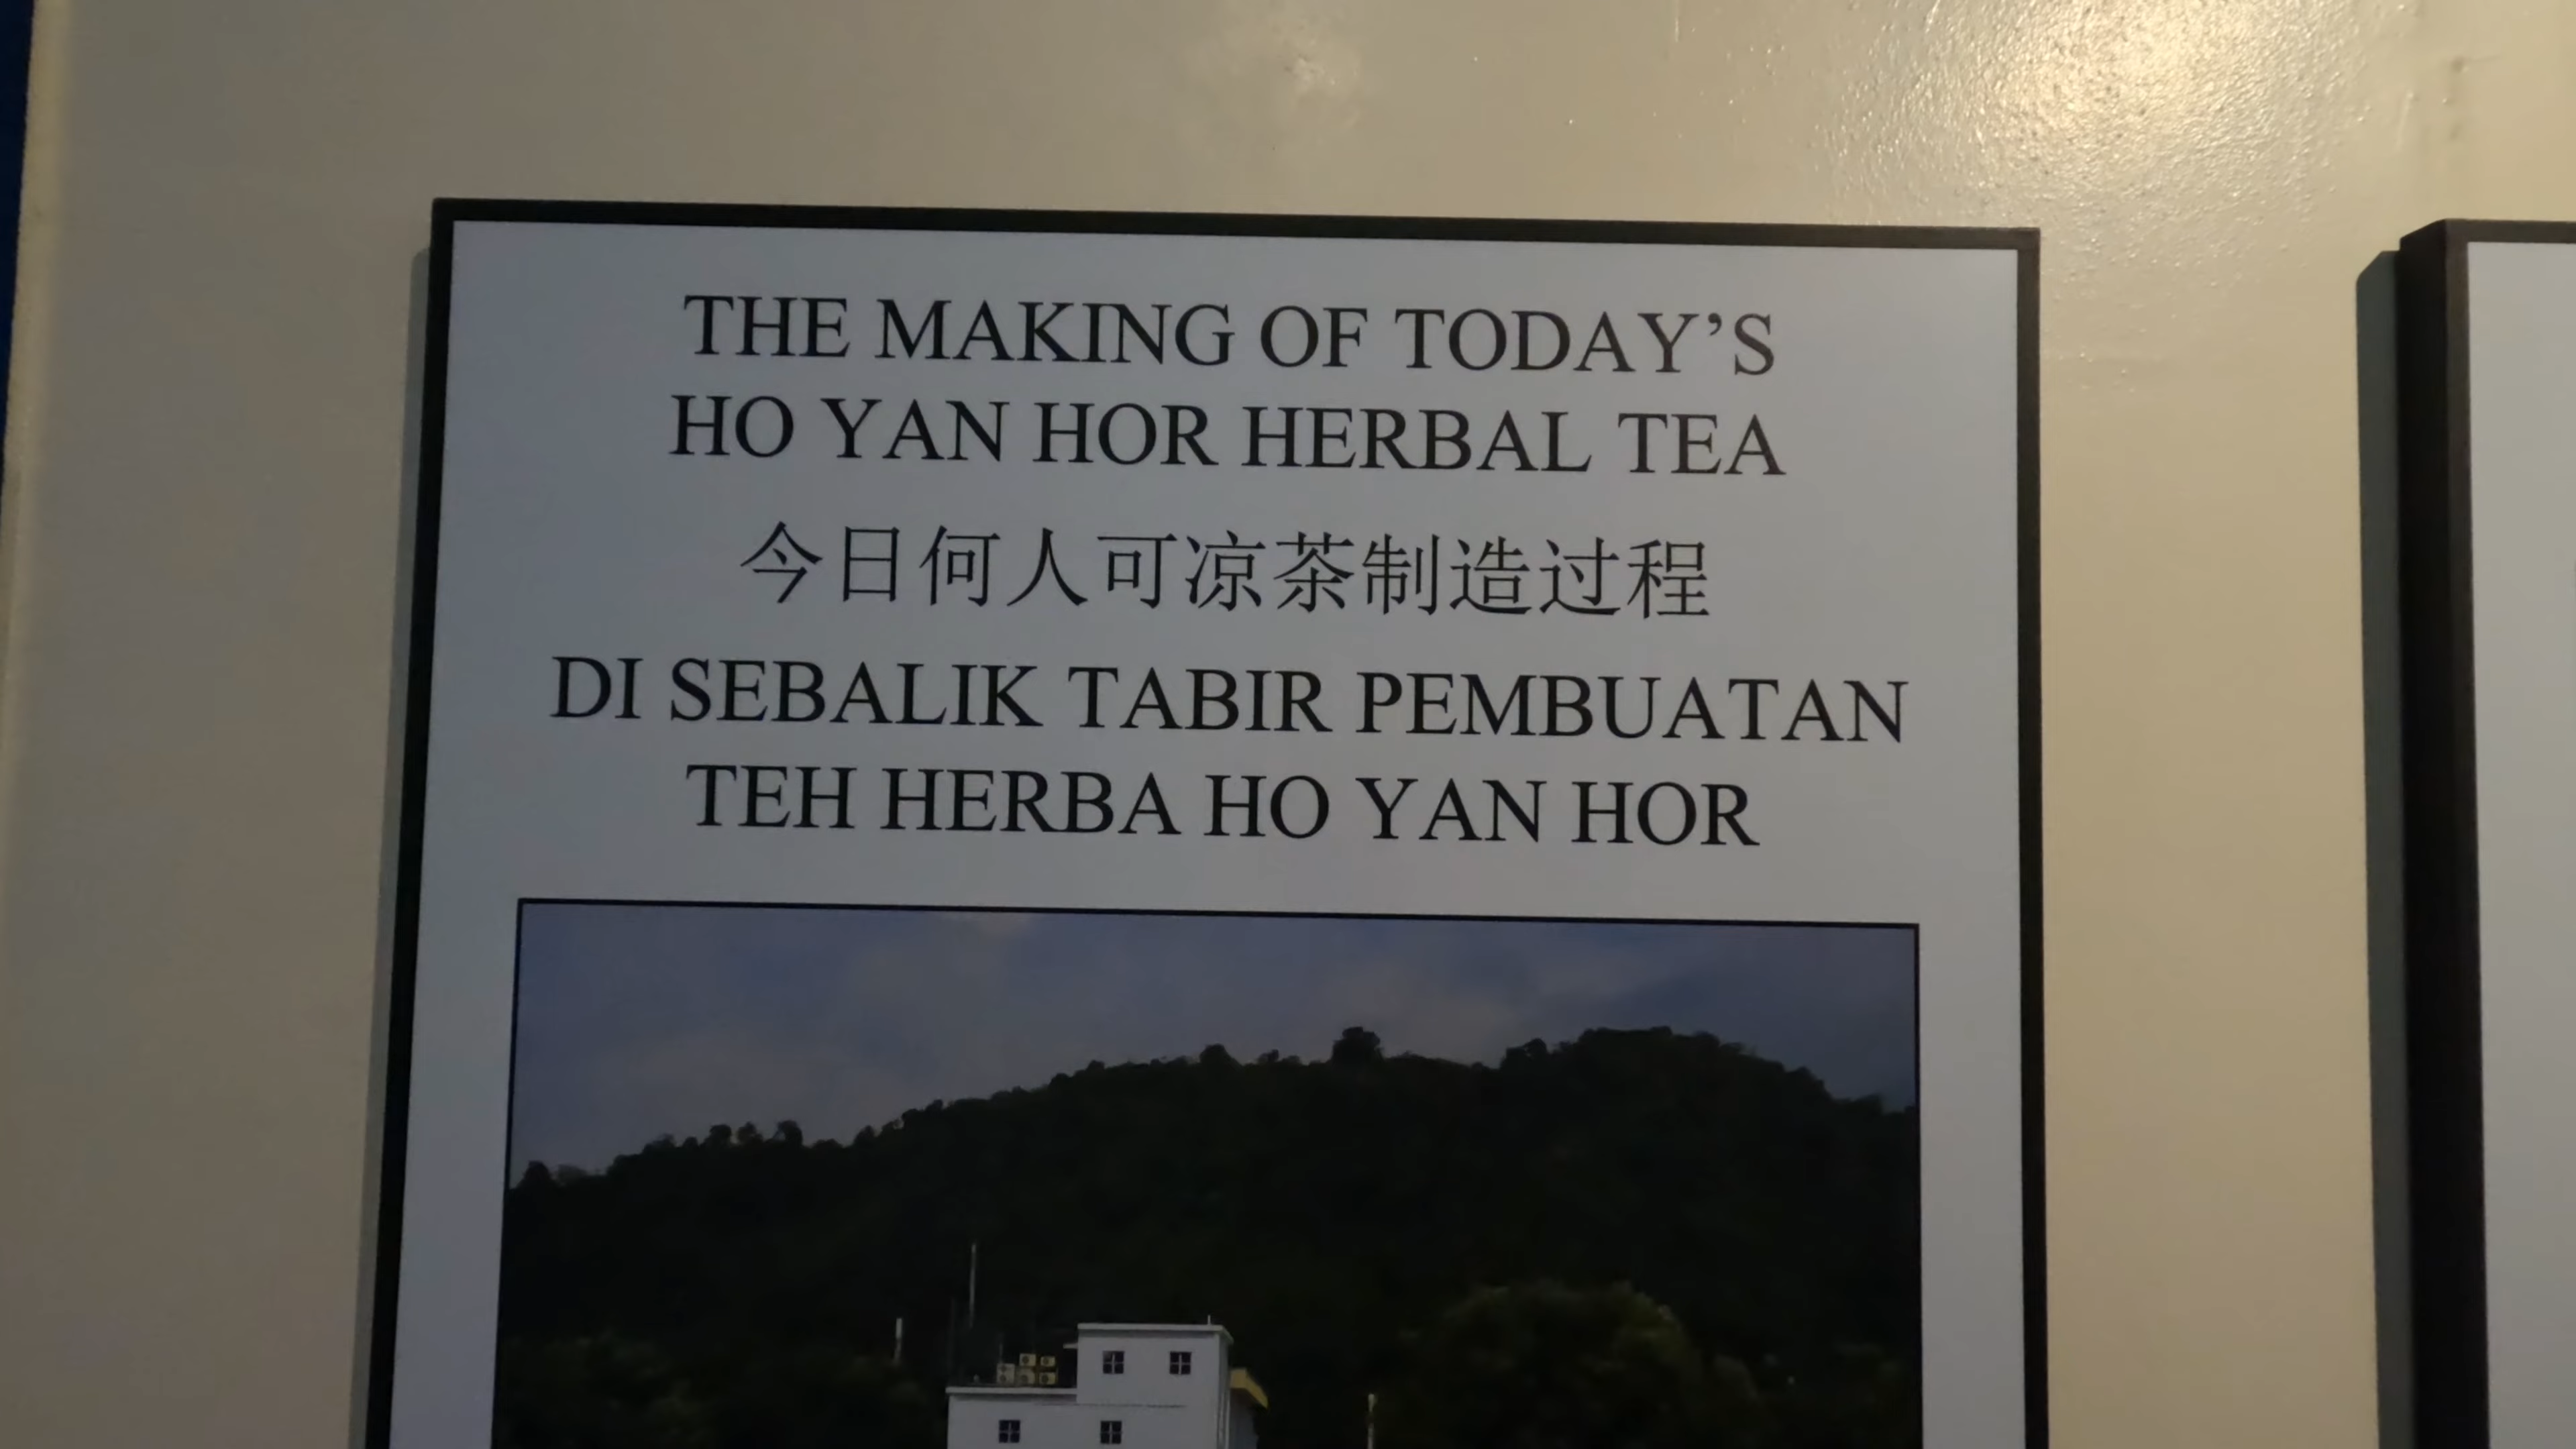 THE MAKING OF TODAY’S
HO YAN HOR HERBAL TEA
今日何人可凉茶制造过程
DI SEBALIK TABIR PEMBUATAN
TEH HERBA HO YAN HOR